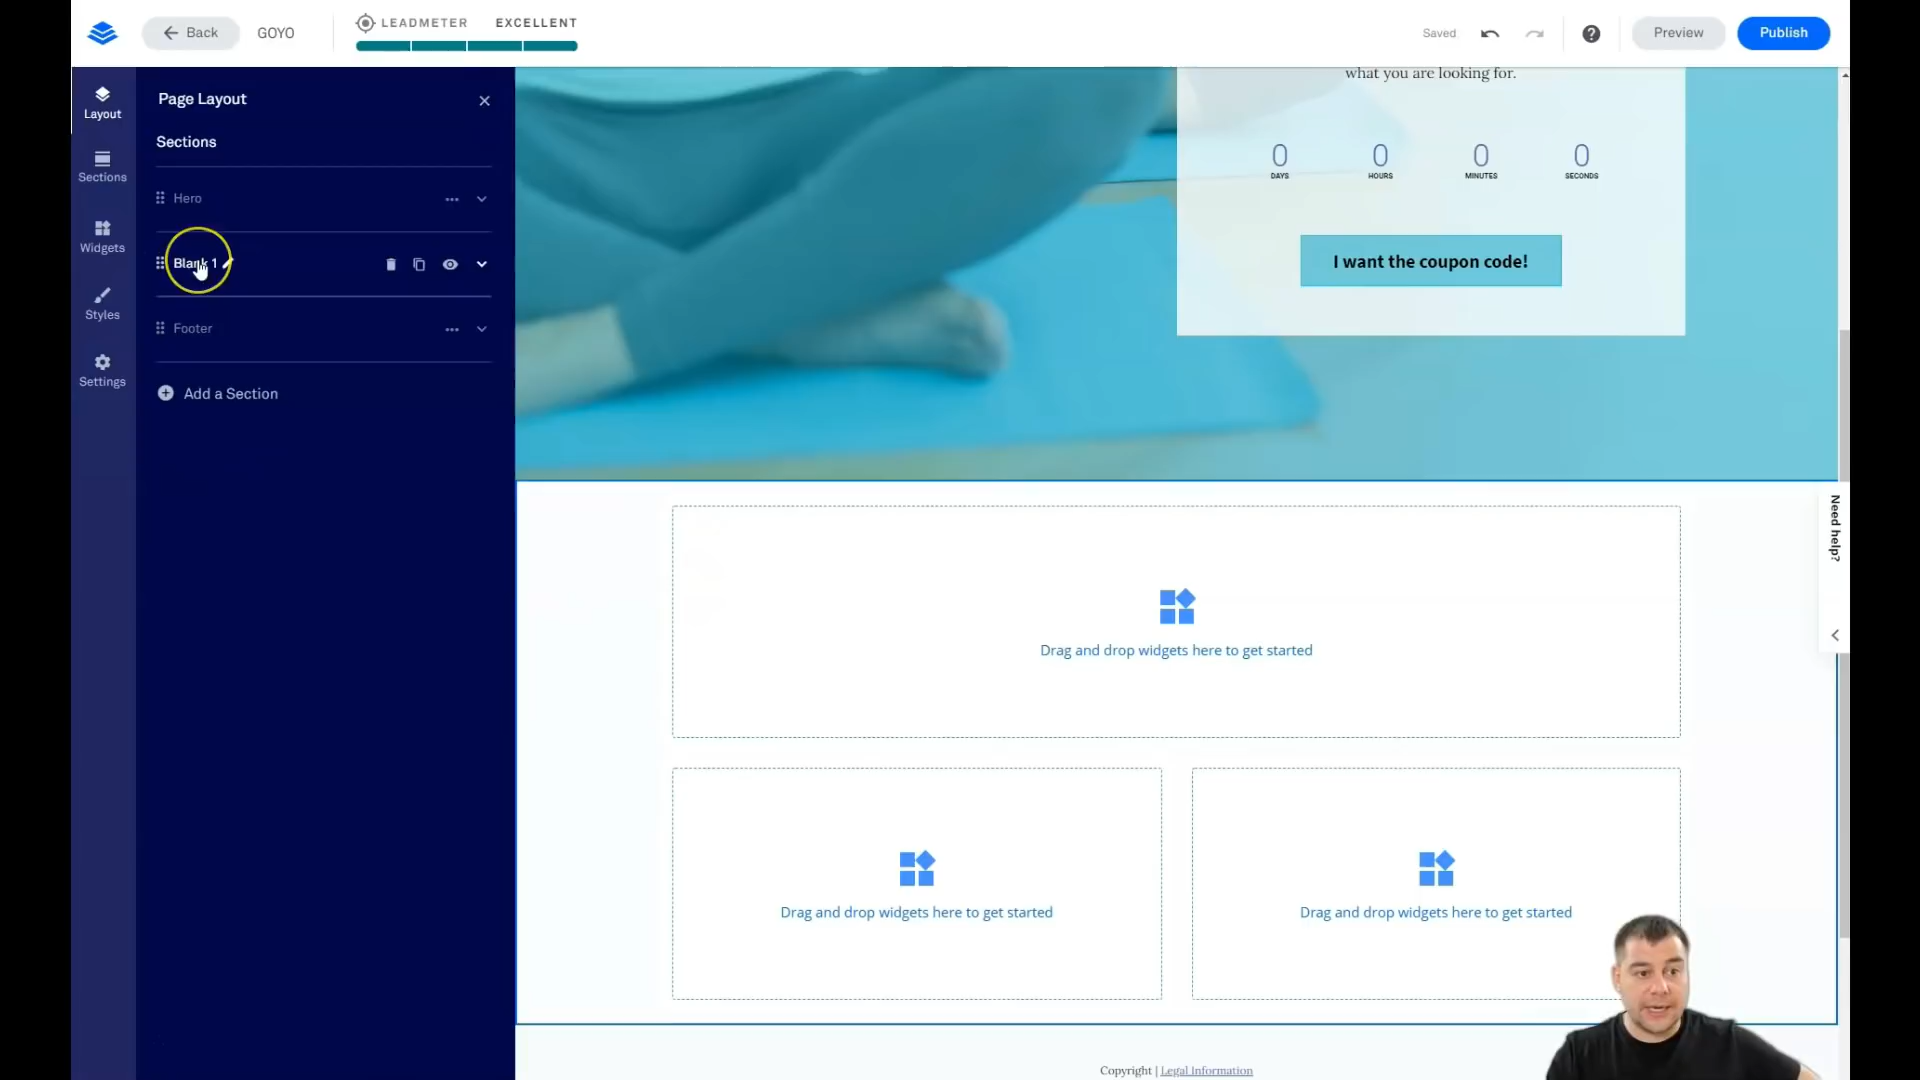 Back
GOYO
LEADMETER
EXCELLENT
Saved
Preview
Publish
Layout
Sections
Widgets
Styles
Settings
Page Layout
Sections
Hero
Blank 1
Footer
Add a Section
what you are looking for.
0 0 0 0
DAYS HOURS MINUTES SECONDS
I want the coupon code!
Need help?
Drag and drop widgets here to get started
Drag and drop widgets here to get started
Drag and drop widgets here to get started
Copyright | Legal Information